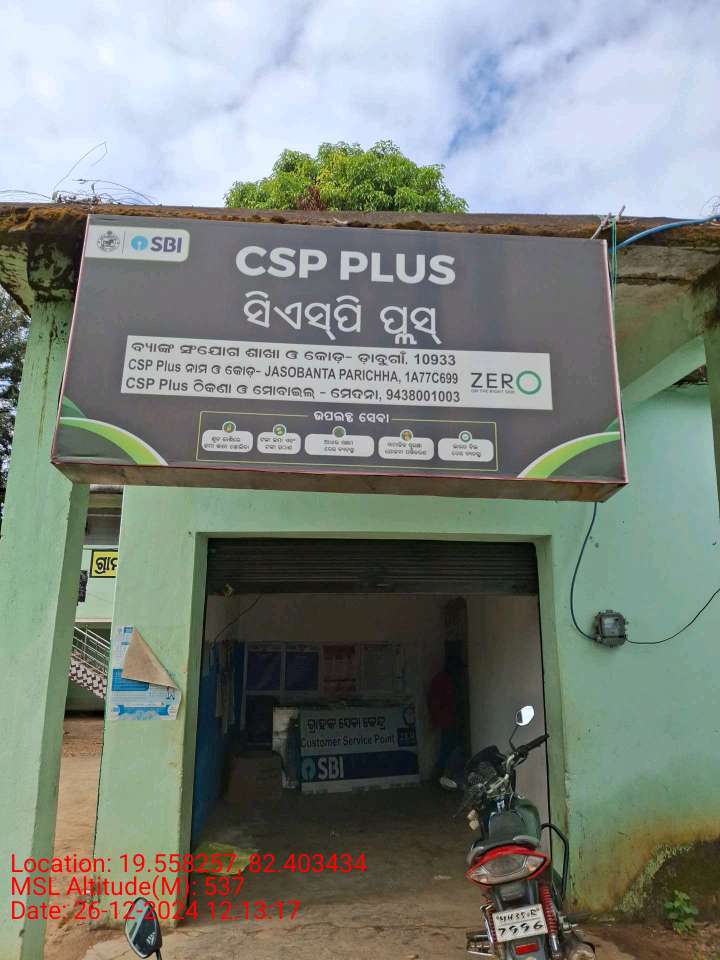 SBI
CSP PLUS
ସିଏସ୍‌ପି ପ୍ଲସ୍
ବ୍ୟାଙ୍କ ସଂଯୋଗ ଶାଖା ଓ କୋଡ଼- ଡ଼ାବୁଗାଁ, 10933
CSP Plus ନାମ ଓ କୋଡ଼- JASOBANTA PARICHHA, 1A77C699
CSP Plus ଠିକଣା ଓ ମୋବାଇଲ୍ - ମେଦନା, 9438001003
ZERO
ଉପଲବ୍ଧ ସେବା
ଗ୍ରାମ
ଗ୍ରାହକ ସେବା କେନ୍ଦ୍ର
Customer Service Point
SBI
7996
Location: 19.558257, 82.403434
MSL Altitude(M): 537
Date: 26-12-2024 12:13:17